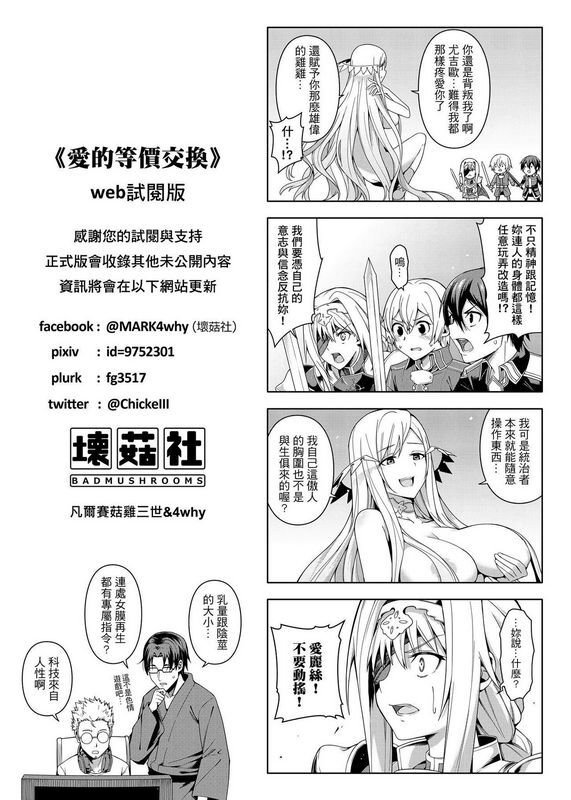 你還是背叛我了啊
尤吉歐…難得我都
那樣疼愛你了
還賦予你那麼雄偉
的雞雞…
什…!?
不只精神跟記憶！
妳連人的身體都這樣
任意玩弄改造嗎!?
嗚…
我們要憑自己的
意志與信念反抗妳！
我可是統治者
本來就能隨意
操作東西…
我自己這傲人
的胸圍也不是
與生俱來的喔？
…妳說…什麼？
愛麗絲！
不要動搖！
《愛的等價交換》
web試閱版
感謝您的試閱與支持
正式版會收錄其他未公開內容
資訊將會在以下網站更新
facebook : @MARK4why (壞菇社)
pixiv : id=9752301
plurk : fg3517
twitter : @ChickeIII
壞菇社
BADMUSHROOMS
凡爾賽菇雞三世&4why
乳量跟陰莖
的大小…
連處女膜再生
都有專屬指令？
這不是色情
遊戲吧…
科技來自
人性啊